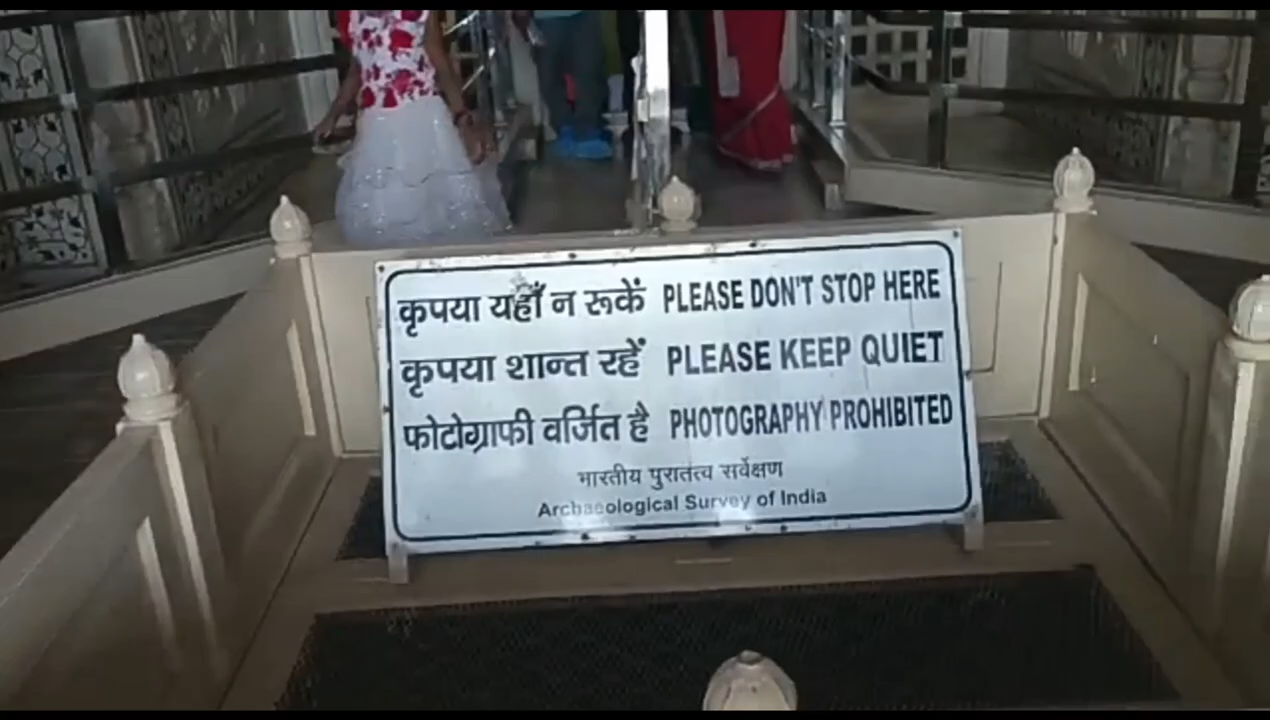 कृपया यहाँ न रूकें PLEASE DON'T STOP HERE
कृपया शान्त रहें PLEASE KEEP QUIET
फोटोग्राफी वर्जित है PHOTOGRAPHY PROHIBITED
भारतीय पुरातत्त्व सर्वेक्षण
Archaeological Survey of India